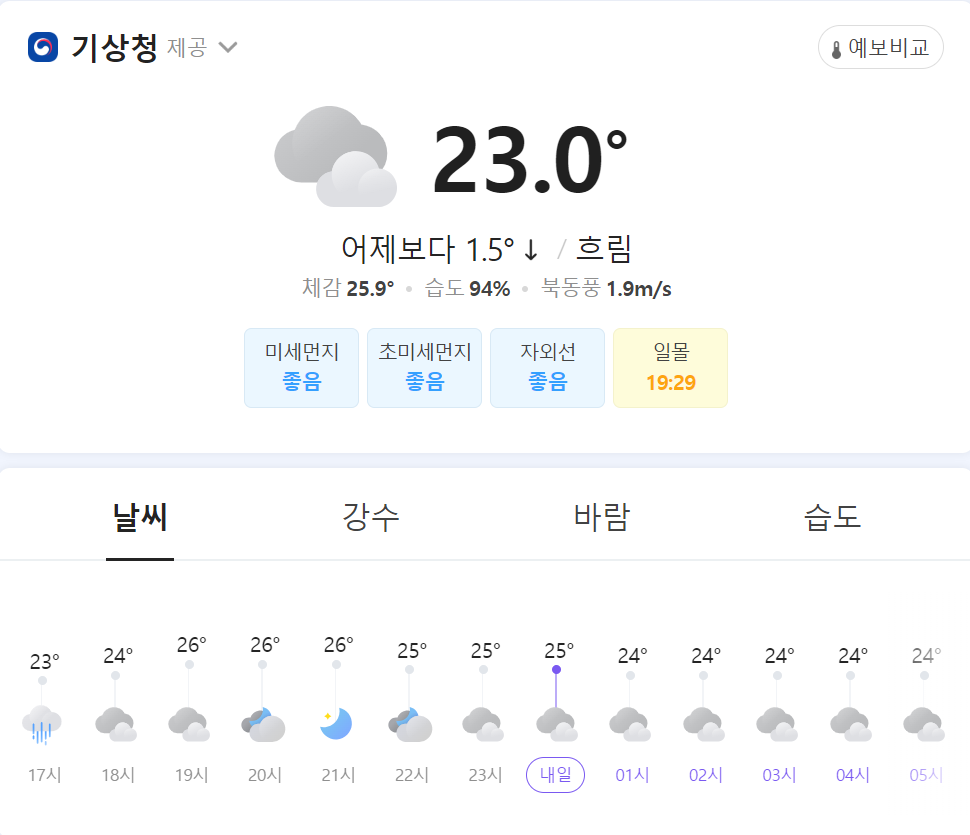 기상청 제공
예보비교
23.0°
어제보다 1.5°↓ / 흐림
체감 25.9° • 습도 94% • 북동풍 1.9m/s
미세먼지 초미세먼지 자외선 일몰
좋음 좋음 좋음 19:29
날씨 강수 바람 습도
23° 24° 26° 26° 26° 25° 25° 25° 24° 24° 24° 24° 24°
17시 18시 19시 20시 21시 22시 23시 내일 01시 02시 03시 04시 05시